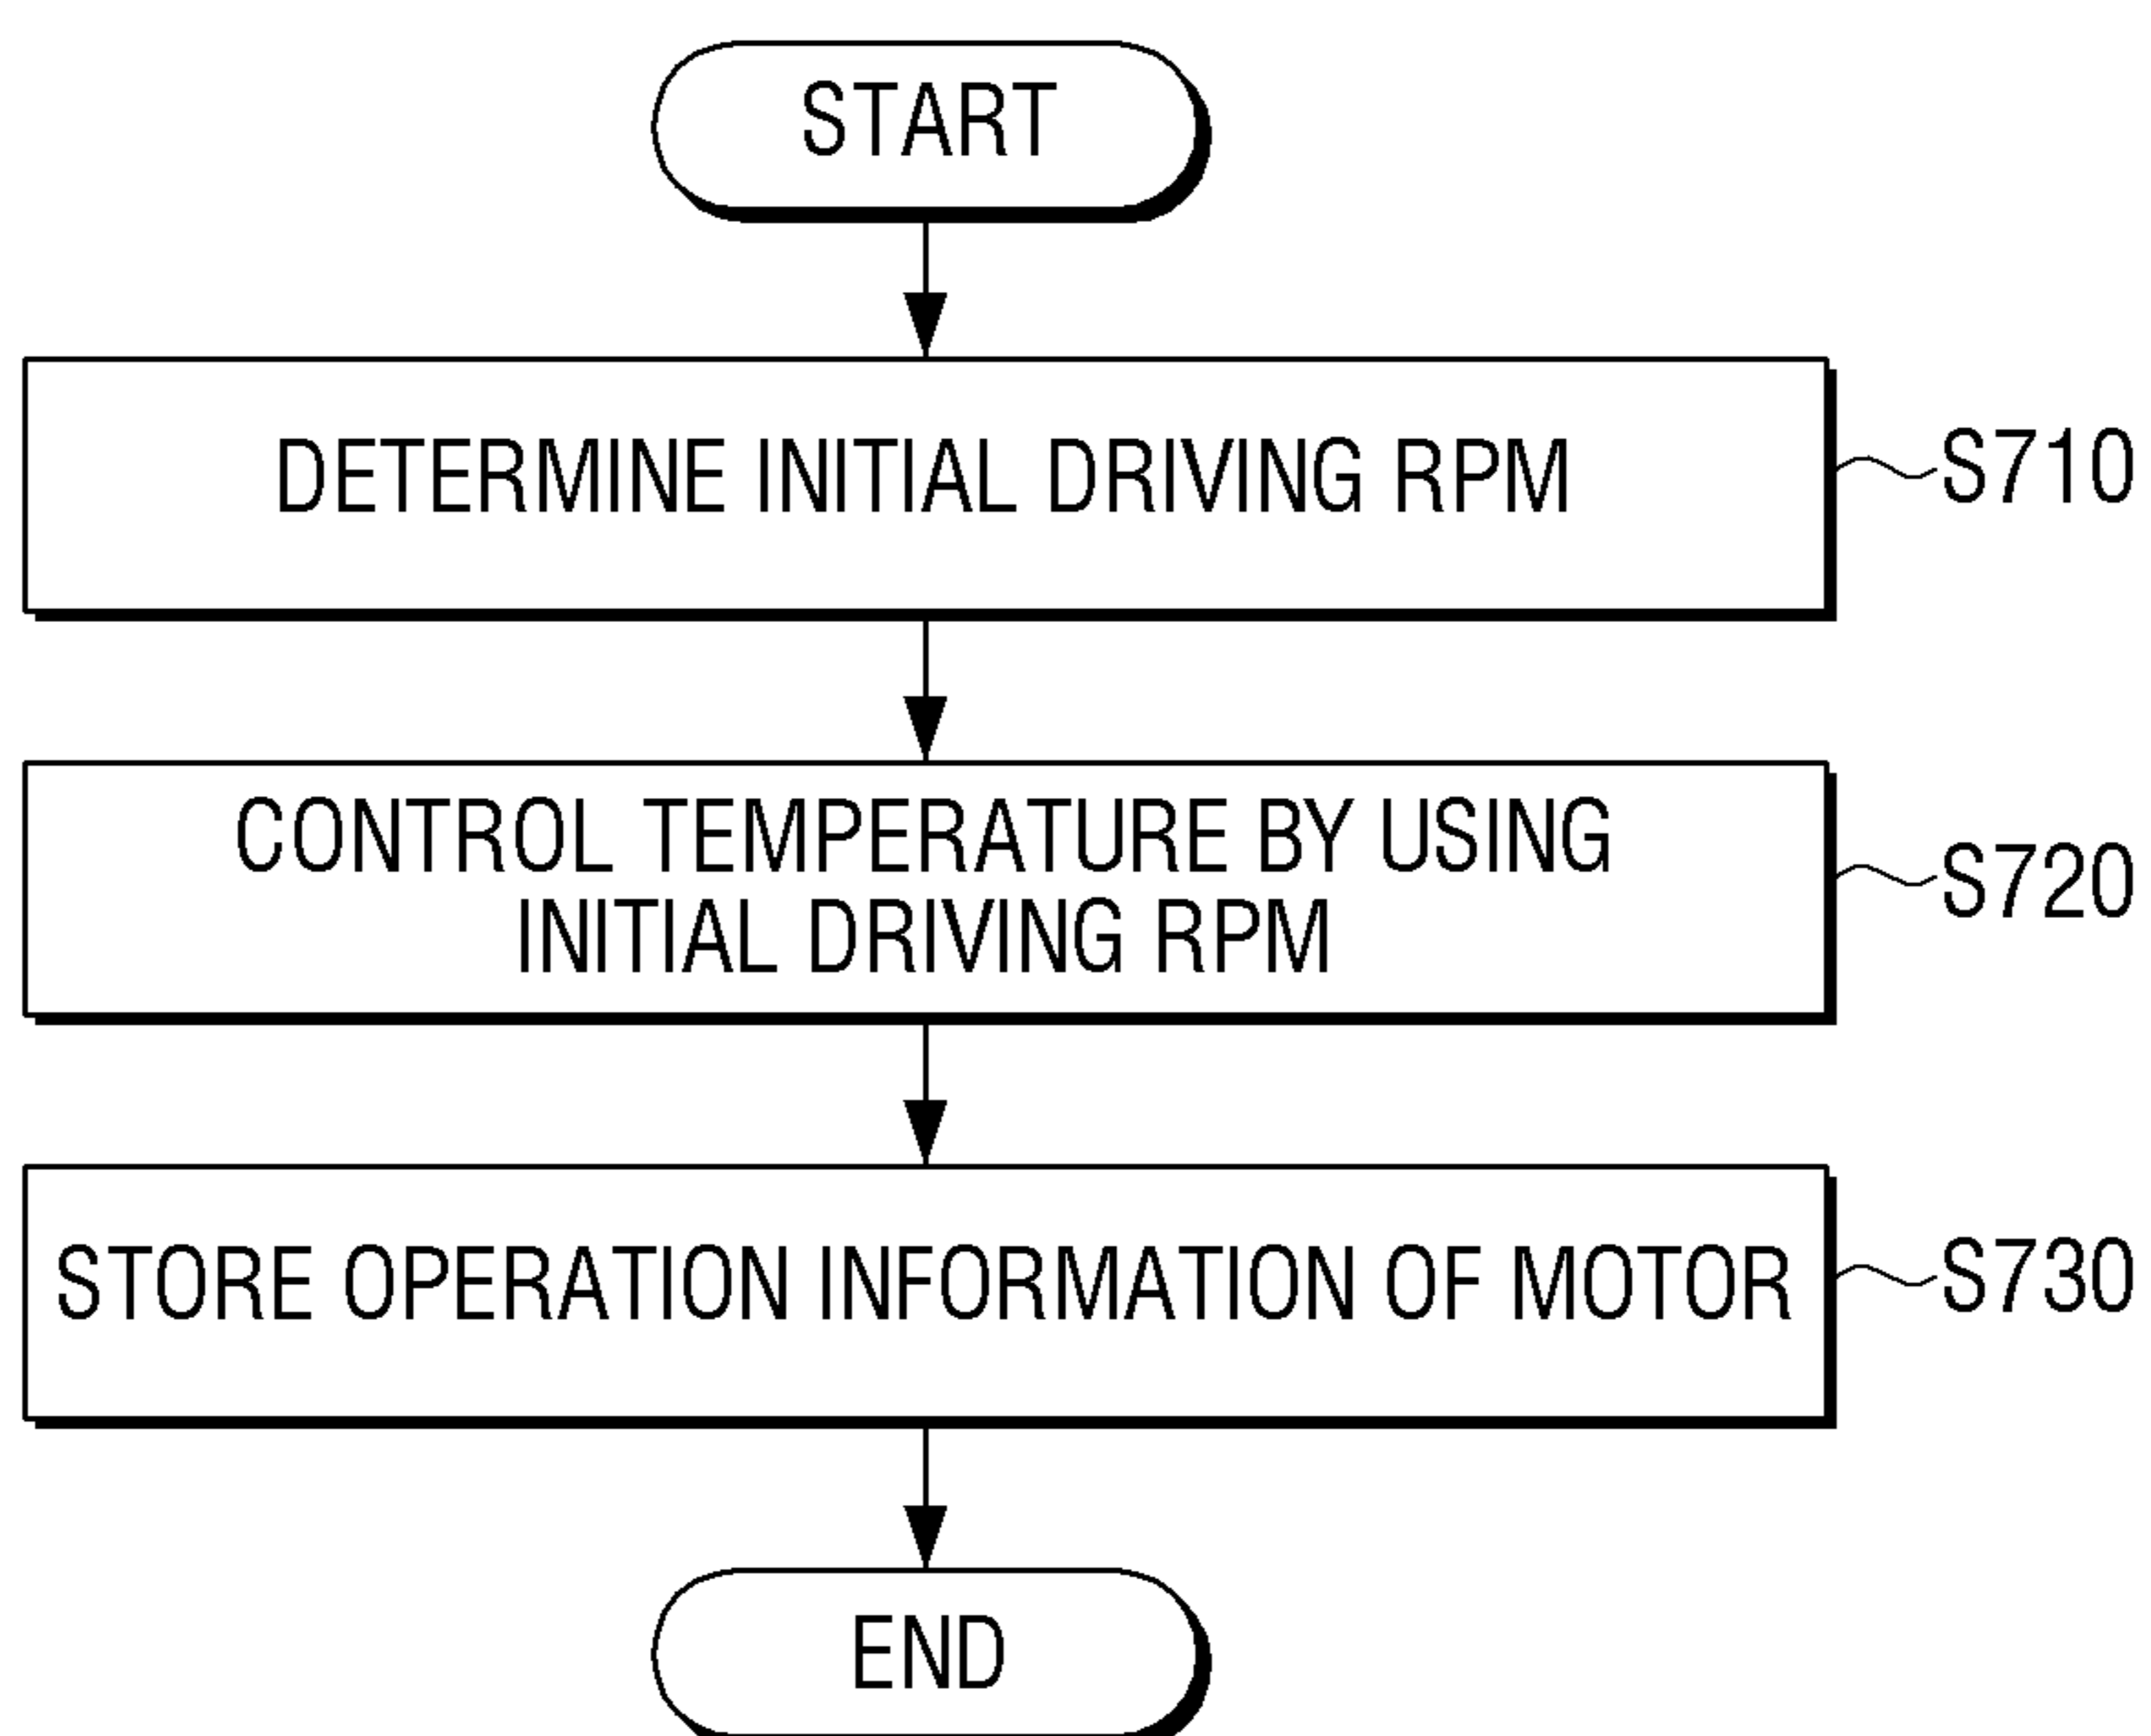 START
DETERMINE INITIAL DRIVING RPM
S710
CONTROL TEMPERATURE BY USING
INITIAL DRIVING RPM
S720
STORE OPERATION INFORMATION OF MOTOR
S730
END